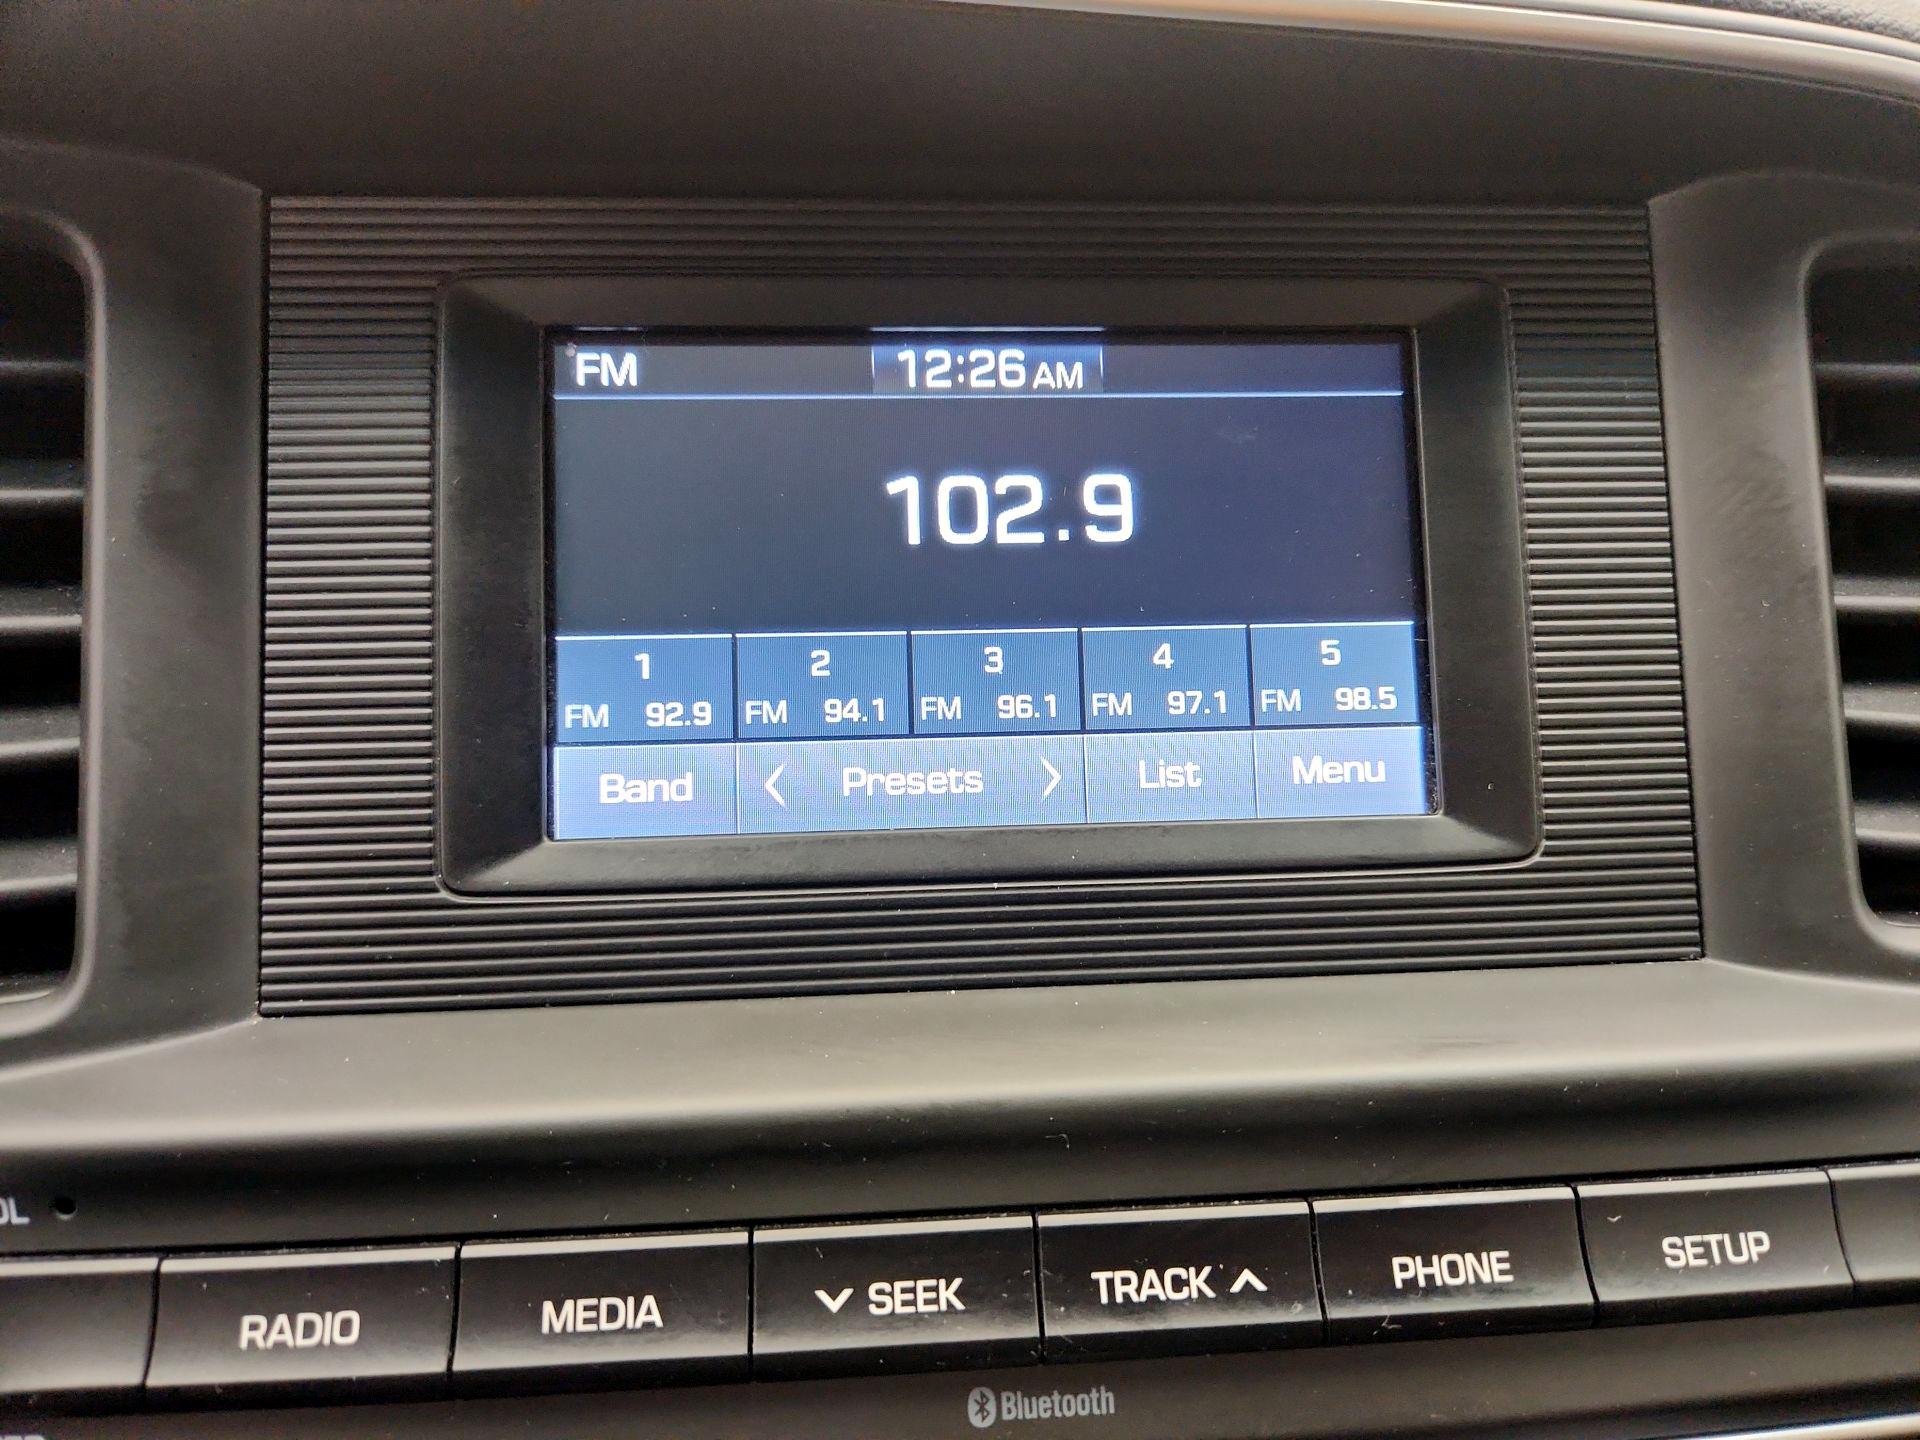 FM 12:26 AM
102.9
1 2 3 4 5
FM 92.9 FM 94.1 FM 96.1 FM 97.1 FM 98.5
Band < Presets > List Menu
RADIO MEDIA SEEK TRACK PHONE SETUP
Bluetooth